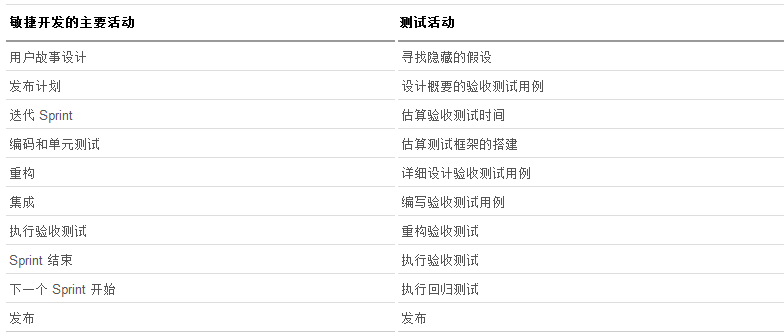 敏捷开发的主要活动 测试活动
用户故事设计 寻找隐藏的假设
发布计划 设计概要的验收测试用例
迭代 Sprint 估算验收测试时间
编码和单元测试 估算测试框架的搭建
重构 详细设计验收测试用例
集成 编写验收测试用例
执行验收测试 重构验收测试
Sprint 结束 执行验收测试
下一个 Sprint 开始 执行回归测试
发布 发布